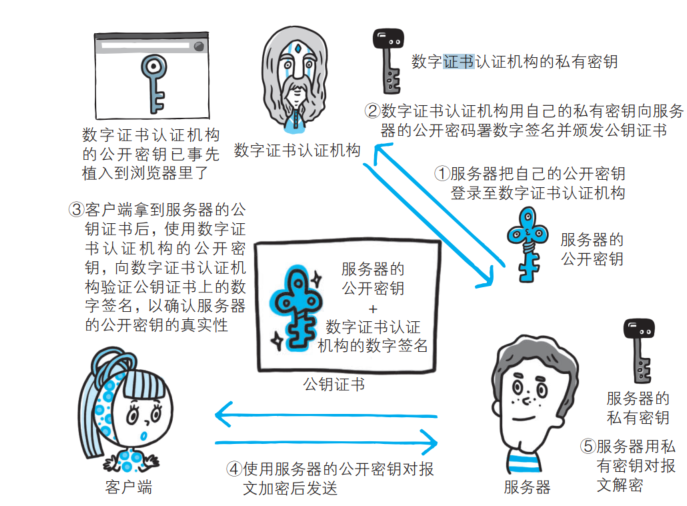 数字证书认证机构
的公开密钥已事先
植入到浏览器里了
数字证书认证机构
数字证书认证机构的私有密钥
②数字证书认证机构用自己的私有密钥向服务
器的公开密码署数字签名并颁发公钥证书
①服务器把自己的公开密钥
登录至数字证书认证机构
服务器的
公开密钥
③客户端拿到服务器的公
钥证书后，使用数字证
书认证机构的公开密
钥，向数字证书认证机
构验证公钥证书上的数
字签名，以确认服务器
的公开密钥的真实性
服务器的
公开密钥
+
数字证书认证
机构的数字签名
公钥证书
服务器的
私有密钥
⑤服务器用私
有密钥对报
文解密
④使用服务器的公开密钥对报
文加密后发送
客户端
服务器